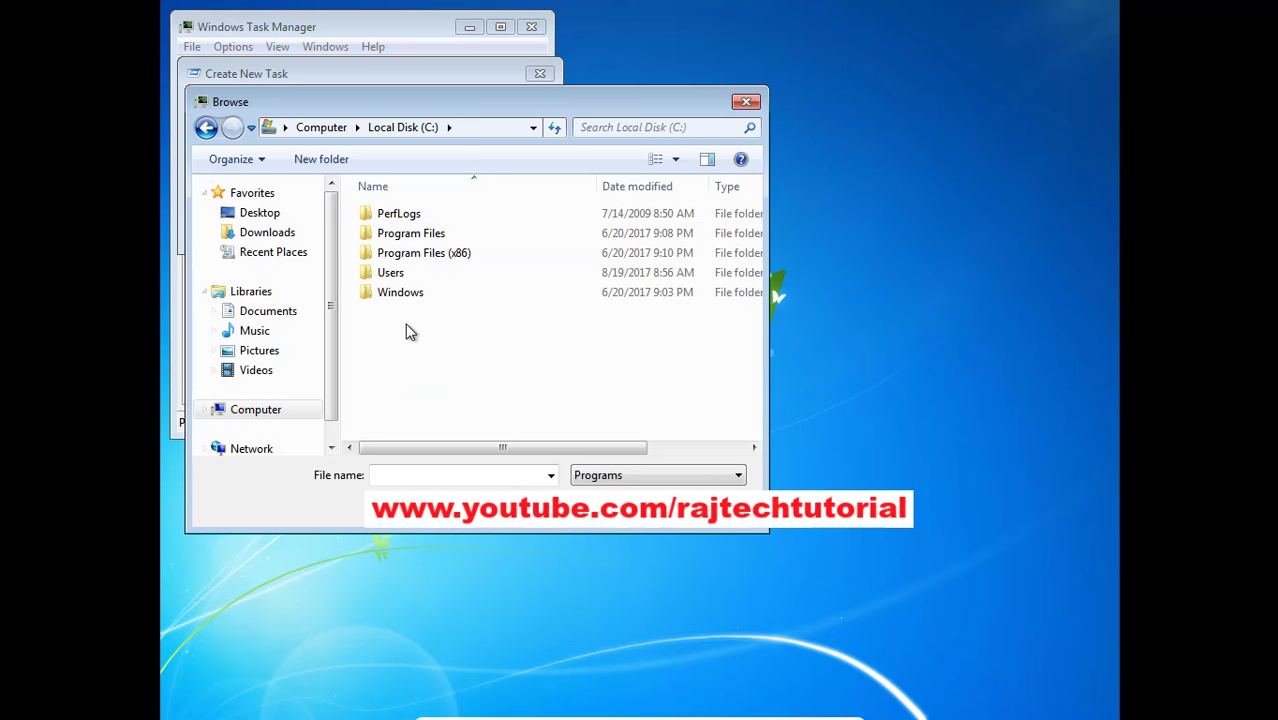 Windows Task Manager
File Options View Windows Help
Create New Task
Browse
Computer Local Disk (C:) Search Local Disk (C:)
Organize New folder
Favorites
Desktop
Downloads
Recent Places
Libraries
Documents
Music
Pictures
Videos
Computer
Network
Name Date modified Type
PerfLogs 7/14/2009 8:50 AM File folder
Program Files 6/20/2017 9:08 PM File folder
Program Files (x86) 6/20/2017 9:10 PM File folder
Users 8/19/2017 8:56 AM File folder
Windows 6/20/2017 9:03 PM File folder
File name: Programs
www.youtube.com/rajtechtutorial
P